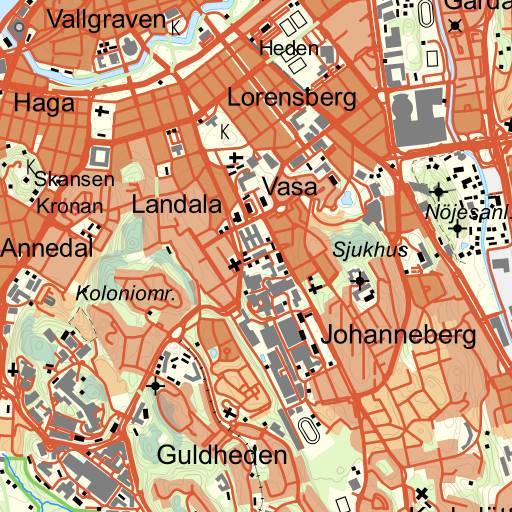 Vallgraven
K
Heden
Haga
Lorensberg
K
K
Skansen
Kronan
Vasa
Landala
Nöjesanl.
Annedal
Sjukhus
Koloniomr.
Johanneberg
Guldheden